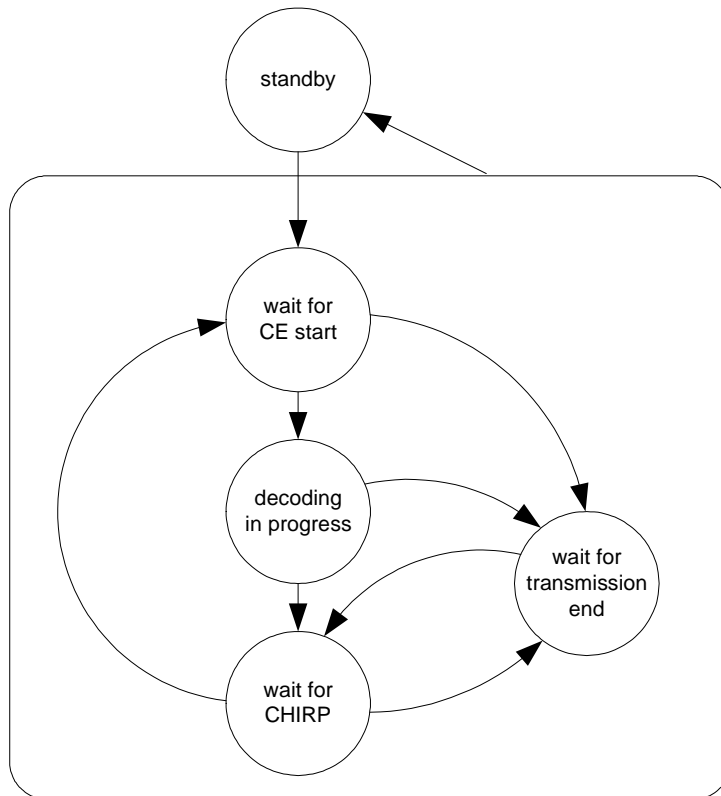 standby
wait for
CE start
decoding
in progress
wait for
transmission
end
wait for
CHIRP